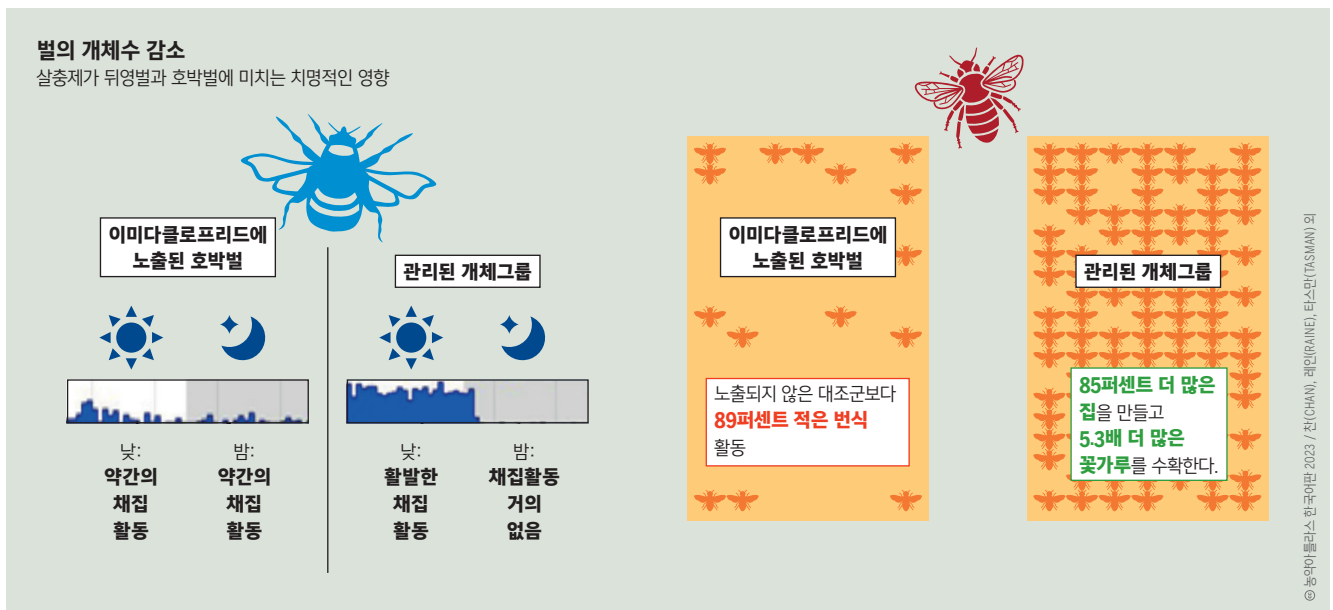 벌의 개체수 감소
살충제가 뒤영벌과 호박벌에 미치는 치명적인 영향
이미다클로프리드에
노출된 호박벌
관리된 개체그룹
낮:
약간의
채집
활동
밤:
약간의
채집
활동
낮:
활발한
채집
활동
밤:
채집활동
거의
없음
이미다클로프리드에
노출된 호박벌
노출되지 않은 대조군보다
89퍼센트 적은 번식
활동
관리된 개체그룹
85퍼센트 더 많은
집을 만들고
5.3배 더 많은
꽃가루를 수확한다.
농약아틀라스 한국어판 2023 / 찬(CHAN), 레인(RAINE), 타스만(TASMAN) 외